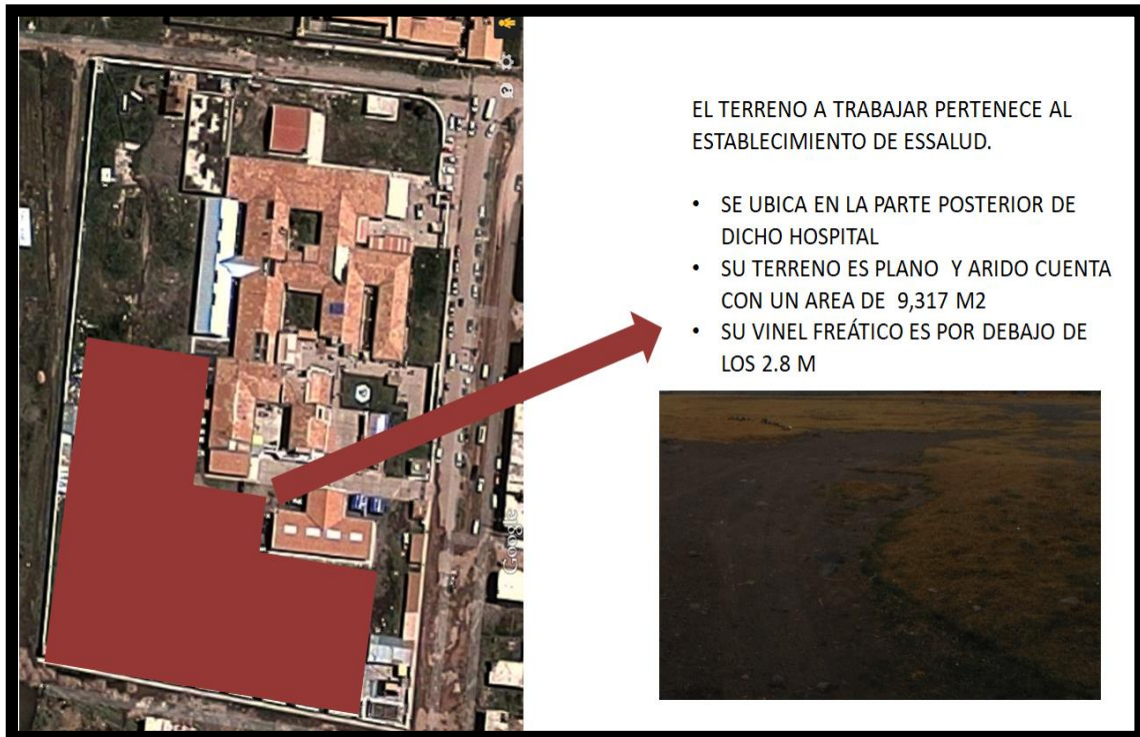 EL TERRENO A TRABAJAR PERTENECE AL
ESTABLECIMIENTO DE ESSALUD.
• SE UBICA EN LA PARTE POSTERIOR DE
DICHO HOSPITAL
• SU TERRENO ES PLANO Y ARIDO CUENTA
CON UN AREA DE 9,317 M2
• SU VINEL FREÁTICO ES POR DEBAJO DE
LOS 2.8 M
?
Google